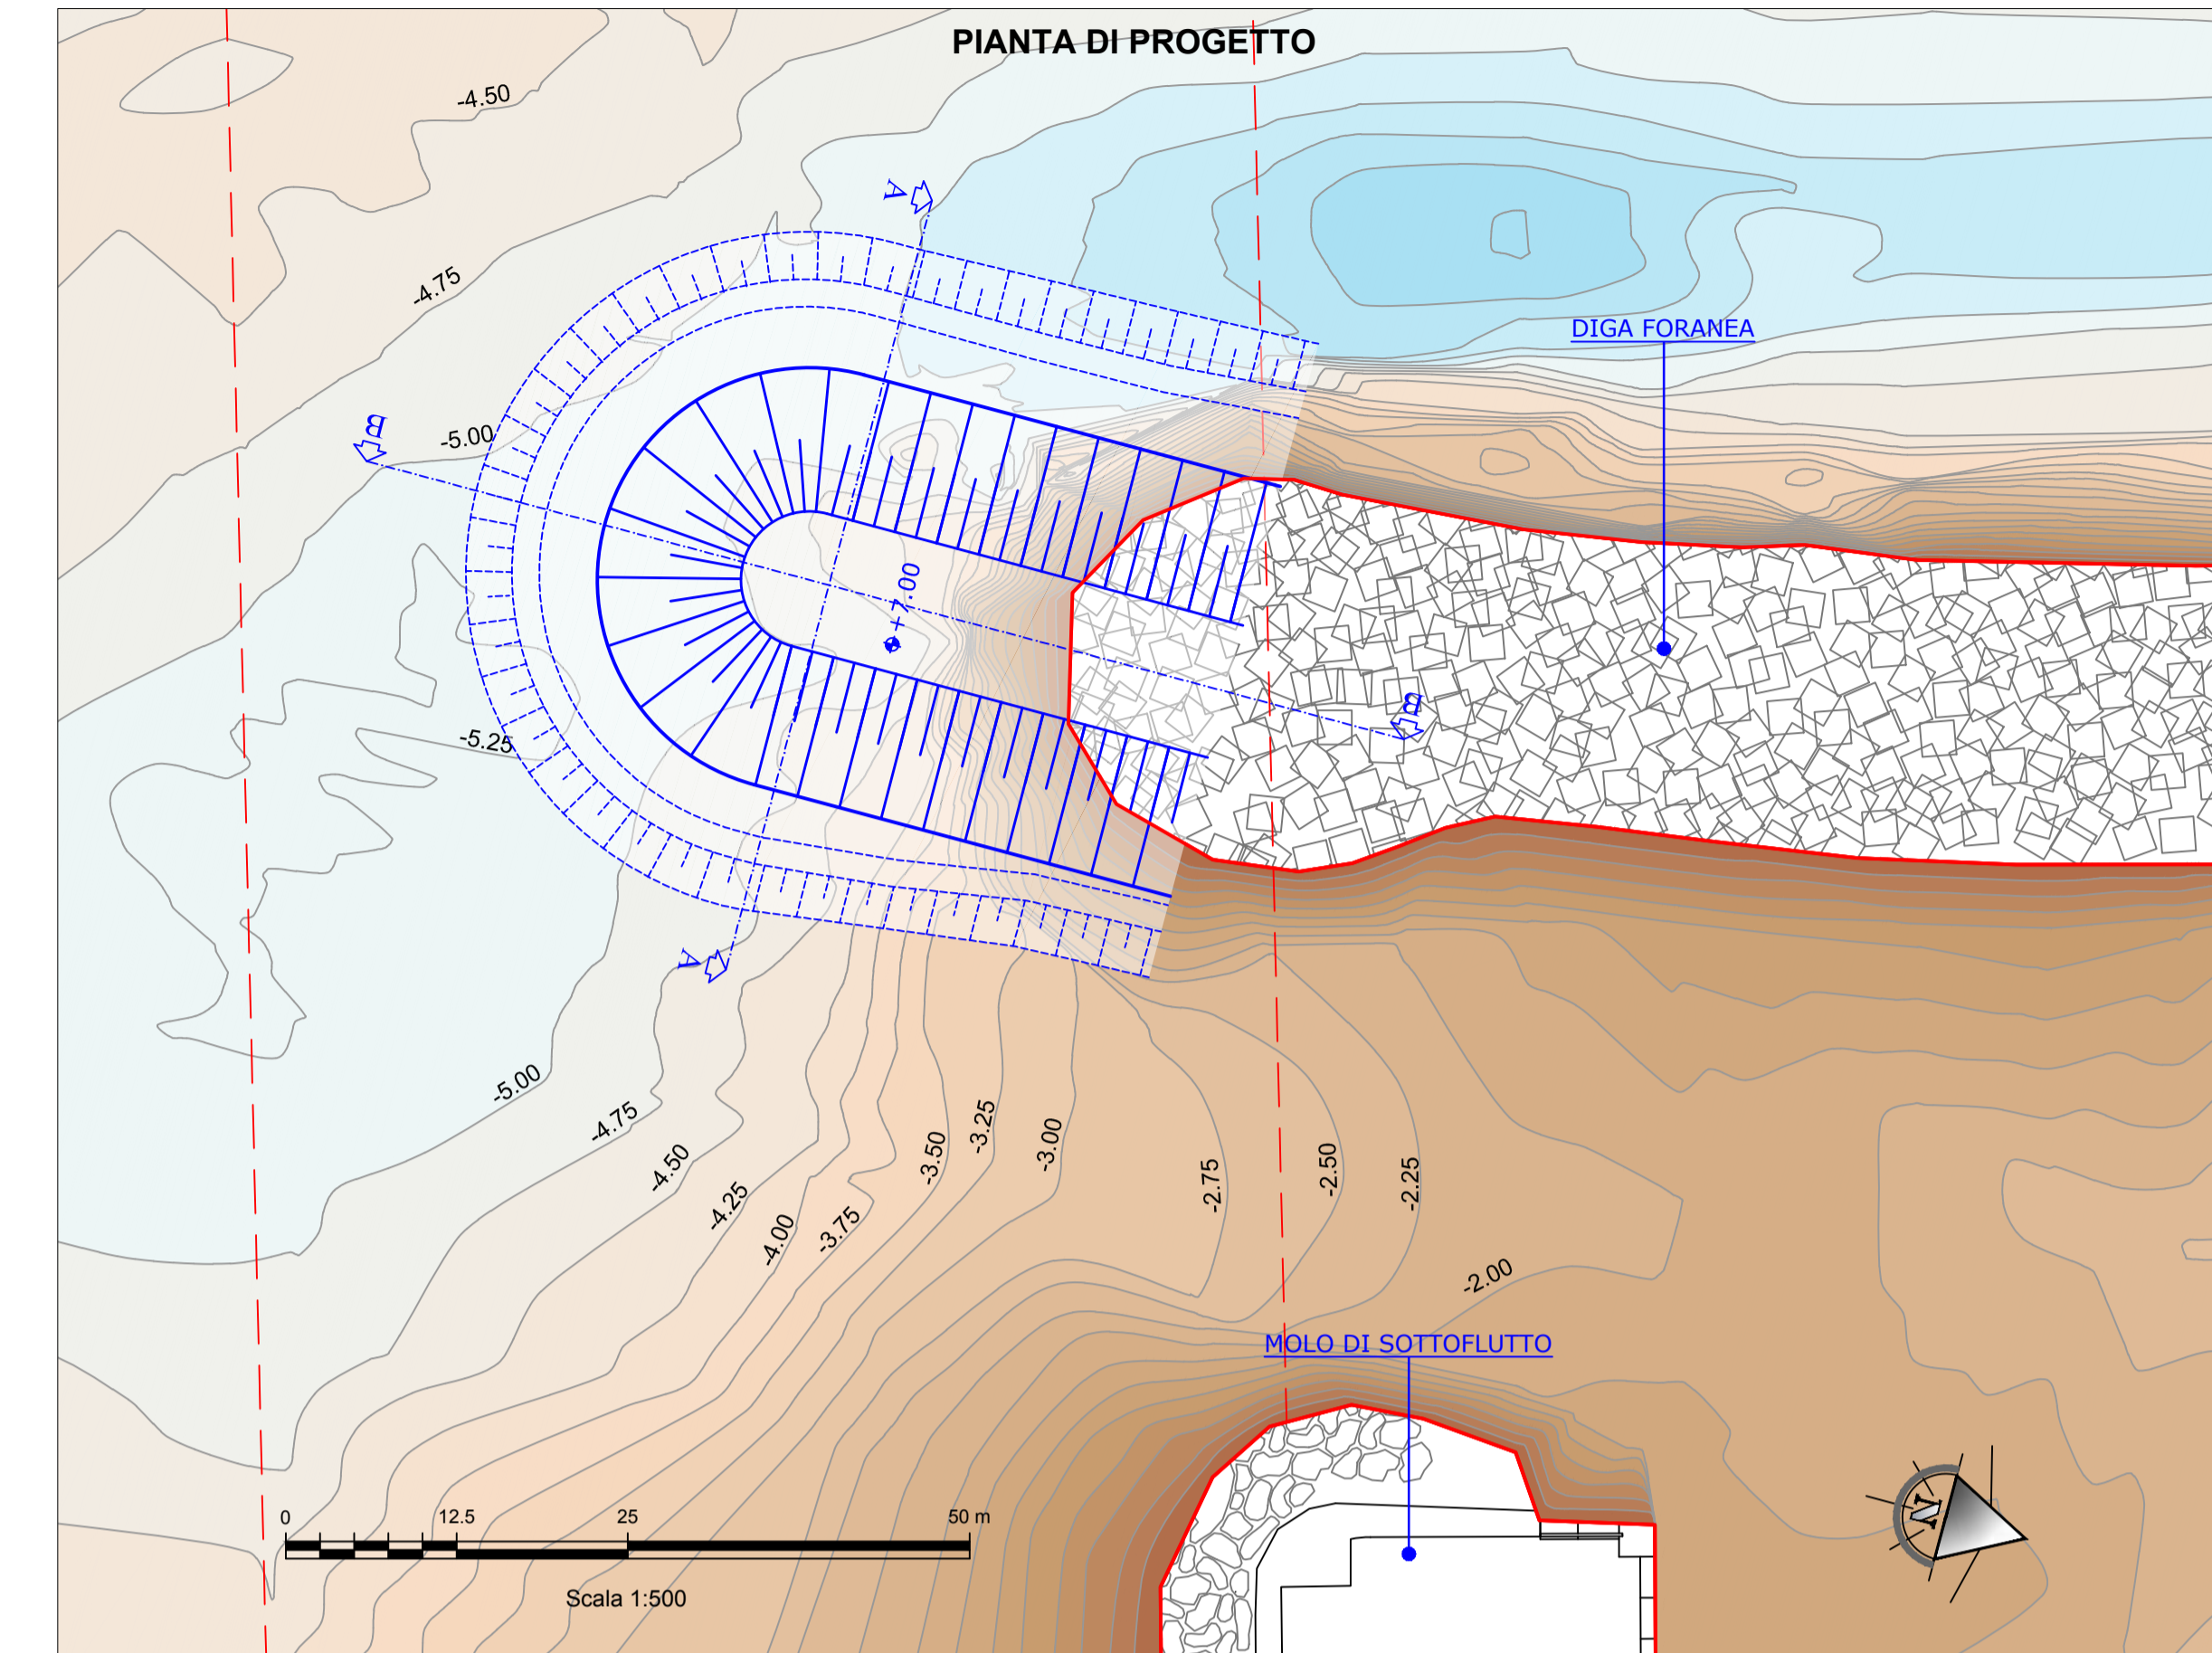 PIANTA DI PROGETTO
-4.50
A
-4.75
DIGA FORANEA
B
-5.00
+7.00
B
-5.25
A
-5.00
-4.75
-4.50
-4.25
-4.00
-3.75
-3.50
-3.25
-3.00
-2.75
-2.50
-2.25
-2.00
MOLO DI SOTTOFLUTTO
N
0 12.5 25 50 m
Scala 1:500